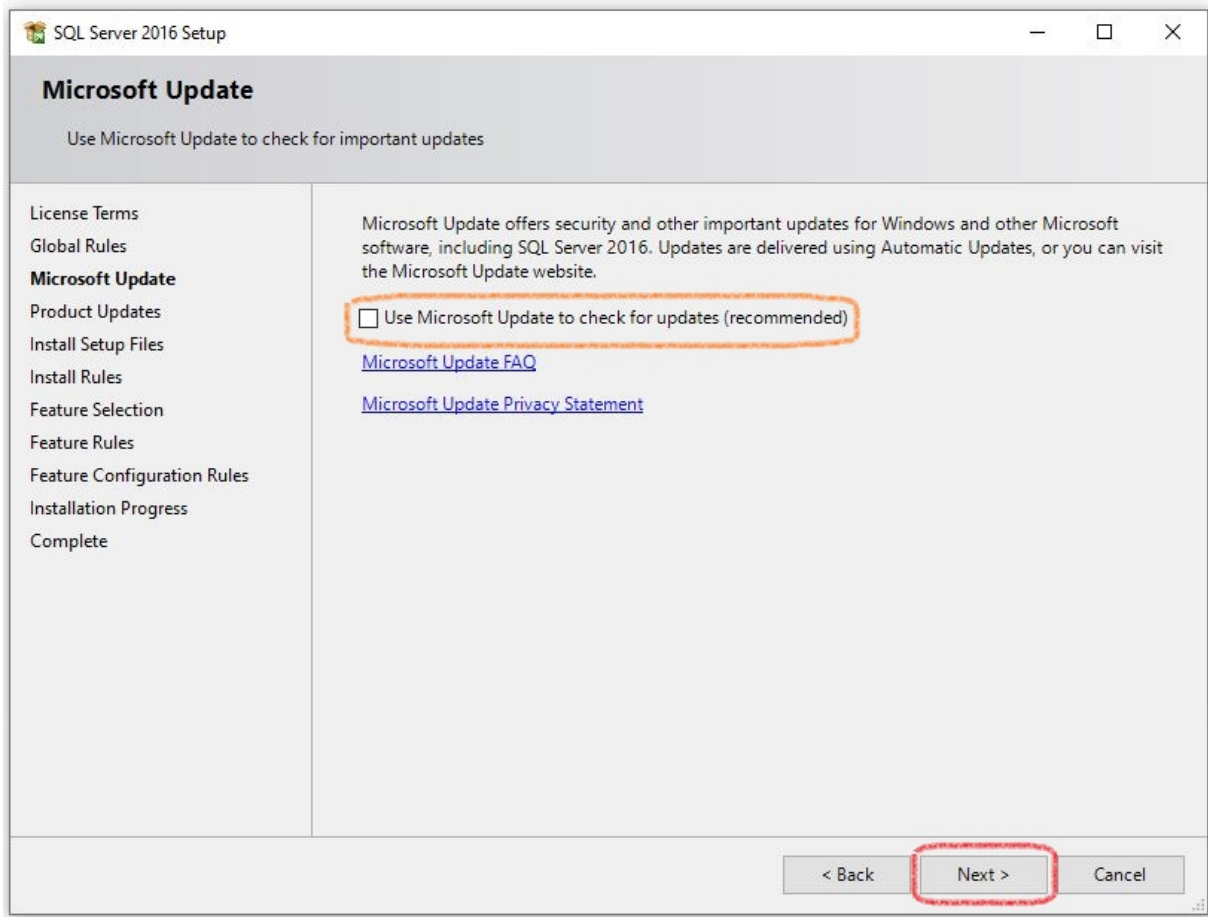 SQL Server 2016 Setup
Microsoft Update
Use Microsoft Update to check for important updates
License Terms
Global Rules
Microsoft Update
Product Updates
Install Setup Files
Install Rules
Feature Selection
Feature Rules
Feature Configuration Rules
Installation Progress
Complete
Microsoft Update offers security and other important updates for Windows and other Microsoft
software, including SQL Server 2016. Updates are delivered using Automatic Updates, or you can visit
the Microsoft Update website.
Use Microsoft Update to check for updates (recommended)
Microsoft Update FAQ
Microsoft Update Privacy Statement
< Back
Next >
Cancel